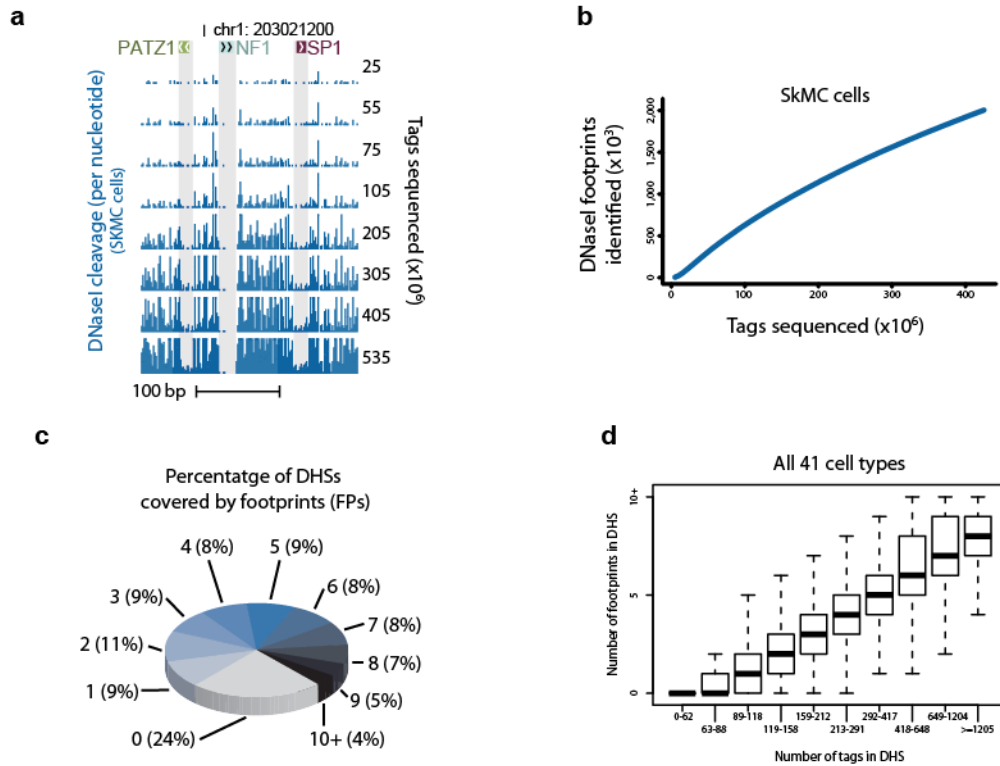 a
chr1: 203021200
PATZ1 NF1 SP1
DNaseI cleavage (per nucleotide)
(SKMC cells)
25
55
75
105
205
305
405
535
Tags sequenced (x10⁶)
100 bp
b
SkMC cells
DNaseI footprints
identified (x10³)
2,000
1,500
1,000
500
0
0 100 200 300 400
Tags sequenced (x10⁶)
c
Percentatge of DHSs
covered by footprints (FPs)
4 (8%)
5 (9%)
3 (9%)
6 (8%)
2 (11%)
7 (8%)
8 (7%)
1 (9%)
9 (5%)
0 (24%)
10+ (4%)
d
All 41 cell types
Number of footprints in DHS
10+
5
0
0-62 89-118 159-212 292-417 649-1204
63-88 119-158 213-291 418-648 >=1205
Number of tags in DHS